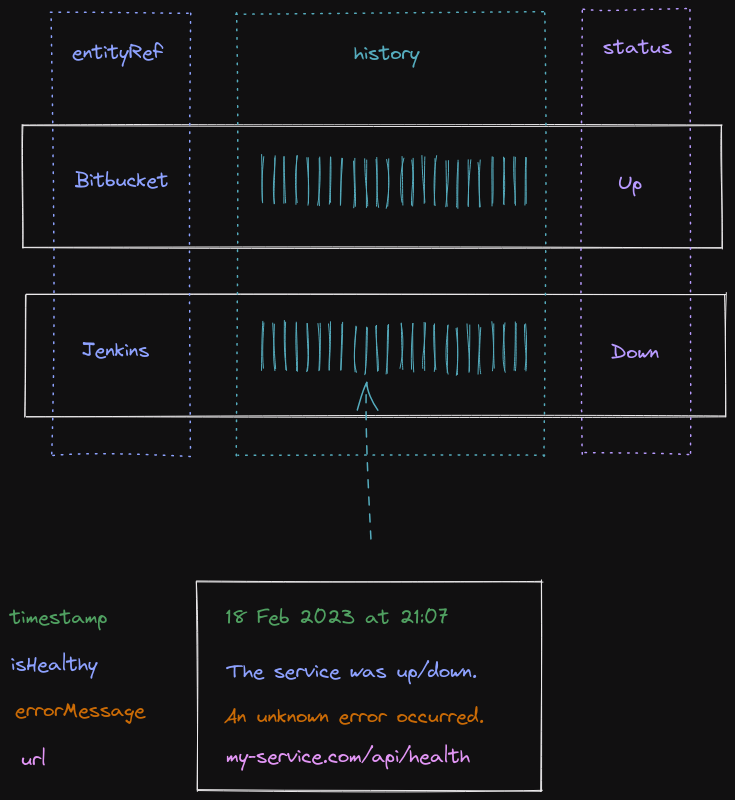 entityRef history status
Bitbucket Up
Jenkins Down
timestamp 18 Feb 2023 at 21:07
isHealthy The service was up/down.
errorMessage An unknown error occurred.
url my-service.com/api/health